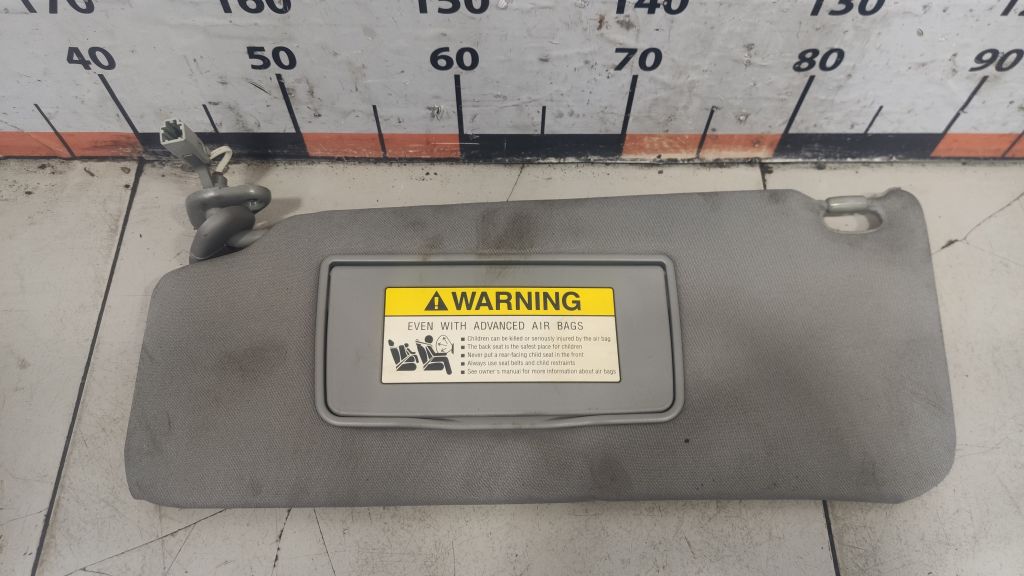 170 160 150 140 130
40 50 60 70 80 90
WARNING
EVEN WITH ADVANCED AIR BAGS
Children can be killed or seriously injured by the air bag
The back seat is the safest place for children
Never put a rear-facing child seat in the front
Always use seat belts and child restraints
See owner's manual for more information about air bags